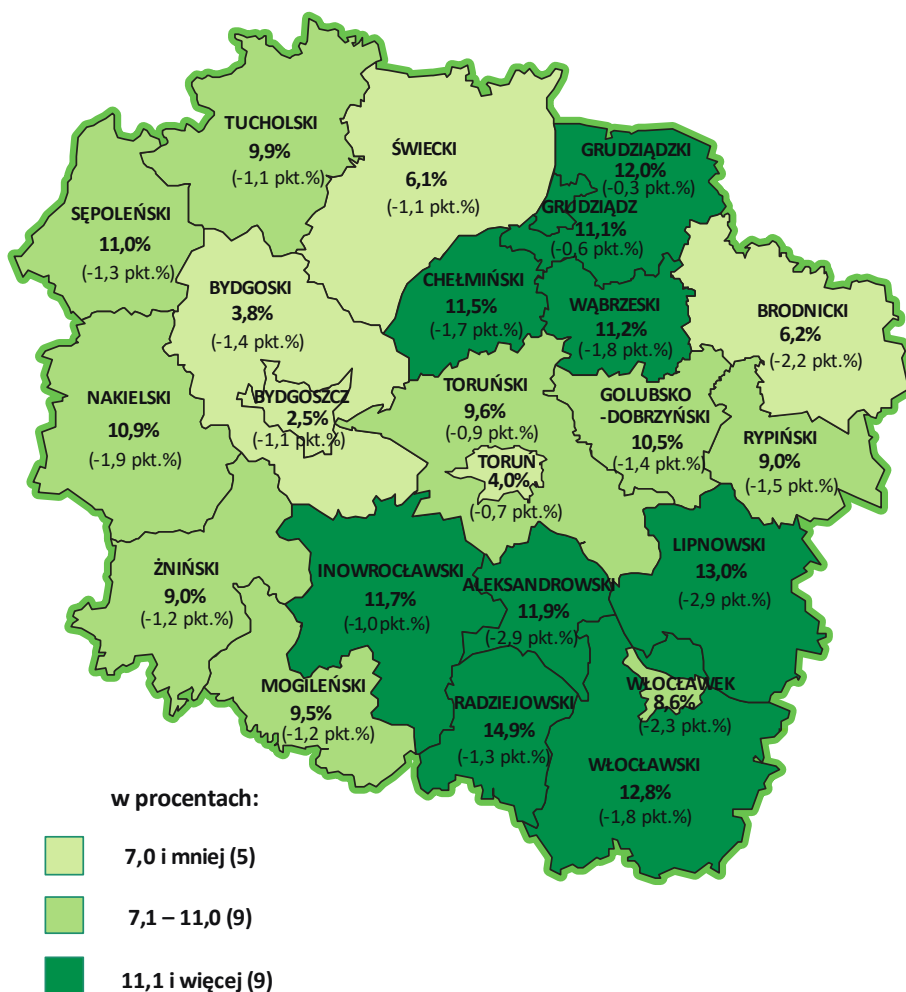 TUCHOLSKI
9,9%
(-1,1 pkt.%)
ŚWIECKI
6,1%
(-1,1 pkt.%)
GRUDZIĄDZKI
12,0%
(-0,3 pkt.%)
GRUDZIĄDZ
11,1%
(-0,6 pkt.%)
SĘPOLEŃSKI
11,0%
(-1,3 pkt.%)
BYDGOSKI
3,8%
(-1,4 pkt.%)
CHEŁMIŃSKI
11,5%
(-1,7 pkt.%)
WĄBRZESKI
11,2%
(-1,8 pkt.%)
BRODNICKI
6,2%
(-2,2 pkt.%)
NAKIELSKI
10,9%
(-1,9 pkt.%)
BYDGOSZCZ
2,5%
(-1,1 pkt.%)
TORUŃSKI
9,6%
(-0,9 pkt.%)
TORUŃ
4,0%
(-0,7 pkt.%)
GOLUBSKO
-DOBRZYŃSKI
10,5%
(-1,4 pkt.%)
RYPIŃSKI
9,0%
(-1,5 pkt.%)
ŻNIŃSKI
9,0%
(-1,2 pkt.%)
INOWROCŁAWSKI
11,7%
(-1,0 pkt.%)
ALEKSANDROWSKI
11,9%
(-2,9 pkt.%)
LIPNOWSKI
13,0%
(-2,9 pkt.%)
MOGILEŃSKI
9,5%
(-1,2 pkt.%)
RADZIEJOWSKI
14,9%
(-1,3 pkt.%)
WŁOCŁAWEK
8,6%
(-2,3 pkt.%)
WŁOCŁAWSKI
12,8%
(-1,8 pkt.%)
w procentach:
7,0 i mniej (5)
7,1 – 11,0 (9)
11,1 i więcej (9)